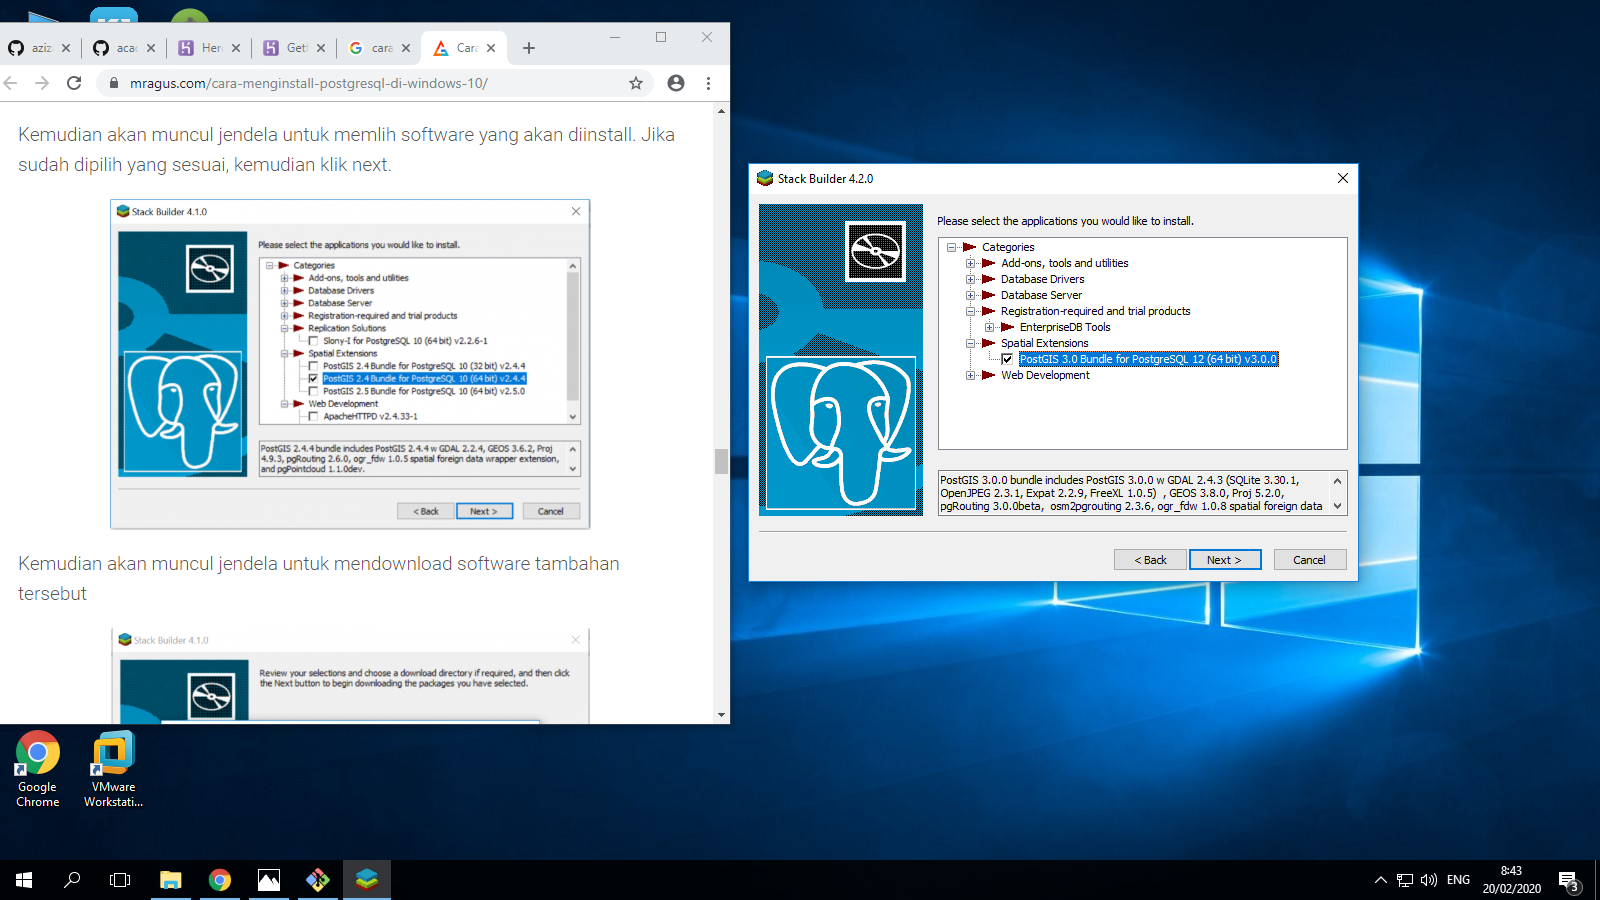 aziz
acac
Her
Get
cara
Cara
mragus.com/cara-menginstall-postgresql-di-windows-10/
Kemudian akan muncul jendela untuk memlih software yang akan diinstall. Jika
sudah dipilih yang sesuai, kemudian klik next.
Stack Builder 4.1.0
Please select the applications you would like to install.
Categories
Add-ons, tools and utilities
Database Drivers
Database Server
Registration-required and trial products
Replication Solutions
Slony-I for PostgreSQL 10 (64 bit) v2.2.6-1
Spatial Extensions
PostGIS 2.4 Bundle for PostgreSQL 10 (32 bit) v2.4.4
PostGIS 2.4 Bundle for PostgreSQL 10 (64 bit) v2.4.4
PostGIS 2.5 Bundle for PostgreSQL 10 (64 bit) v2.5.0
Web Development
ApacheHTTPD v2.4.33-1
PostGIS 2.4.4 bundle includes PostGIS 2.4.4 w GDAL 2.2.4, GEOS 3.6.2, Proj
4.9.3, pgRouting 2.6.0, ogr_fdw 1.0.5 spatial foreign data wrapper extension,
and pgPointcloud 1.1.0dev.
< Back
Next >
Cancel
Kemudian akan muncul jendela untuk mendownload software tambahan
tersebut
Stack Builder 4.1.0
Review your selections and choose a download directory if required, and then click
the Next button to begin downloading the packages you have selected.
Stack Builder 4.2.0
Please select the applications you would like to install.
Categories
Add-ons, tools and utilities
Database Drivers
Database Server
Registration-required and trial products
EnterpriseDB Tools
Spatial Extensions
PostGIS 3.0 Bundle for PostgreSQL 12 (64 bit) v3.0.0
Web Development
PostGIS 3.0.0 bundle includes PostGIS 3.0.0 w GDAL 2.4.3 (SQLite 3.30.1,
OpenJPEG 2.3.1, Expat 2.2.9, FreeXL 1.0.5) , GEOS 3.8.0, Proj 5.2.0,
pgRouting 3.0.0beta, osm2pgrouting 2.3.6, ogr_fdw 1.0.8 spatial foreign data
< Back
Next >
Cancel
Google
Chrome
VMware
Workstati...
ENG
8:43
20/02/2020
3